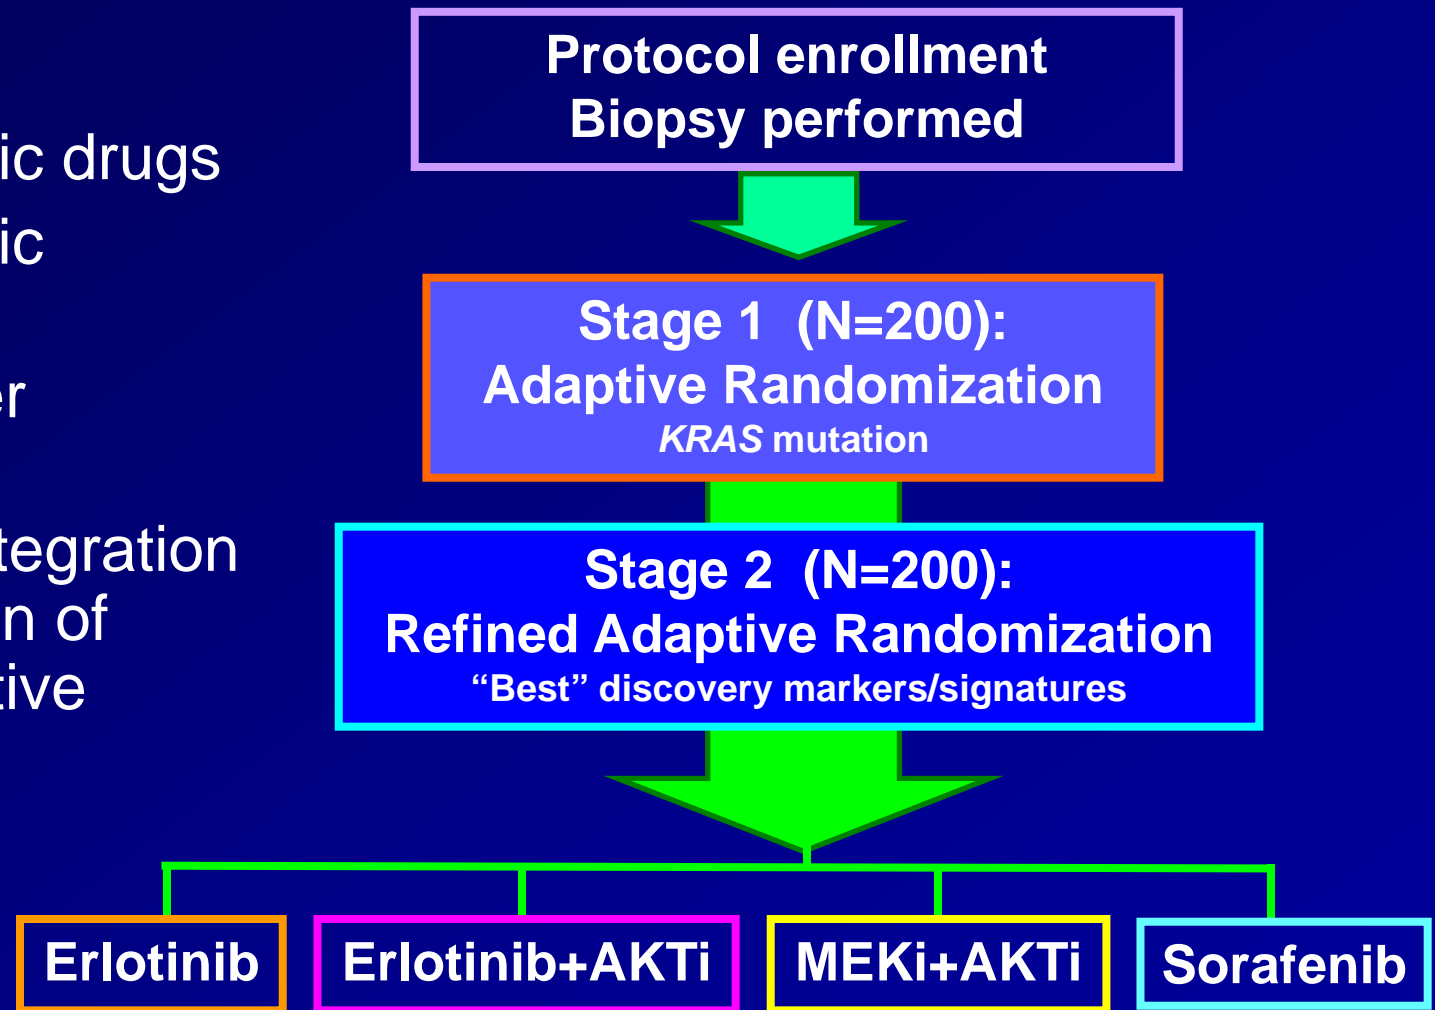 Protocol enrollment
Biopsy performed
ic drugs
ic
er
tegration
n of
tive
Stage 1 (N=200):
Adaptive Randomization
KRAS mutation
Stage 2 (N=200):
Refined Adaptive Randomization
“Best” discovery markers/signatures
Erlotinib
Erlotinib+AKTi
MEKi+AKTi
Sorafenib